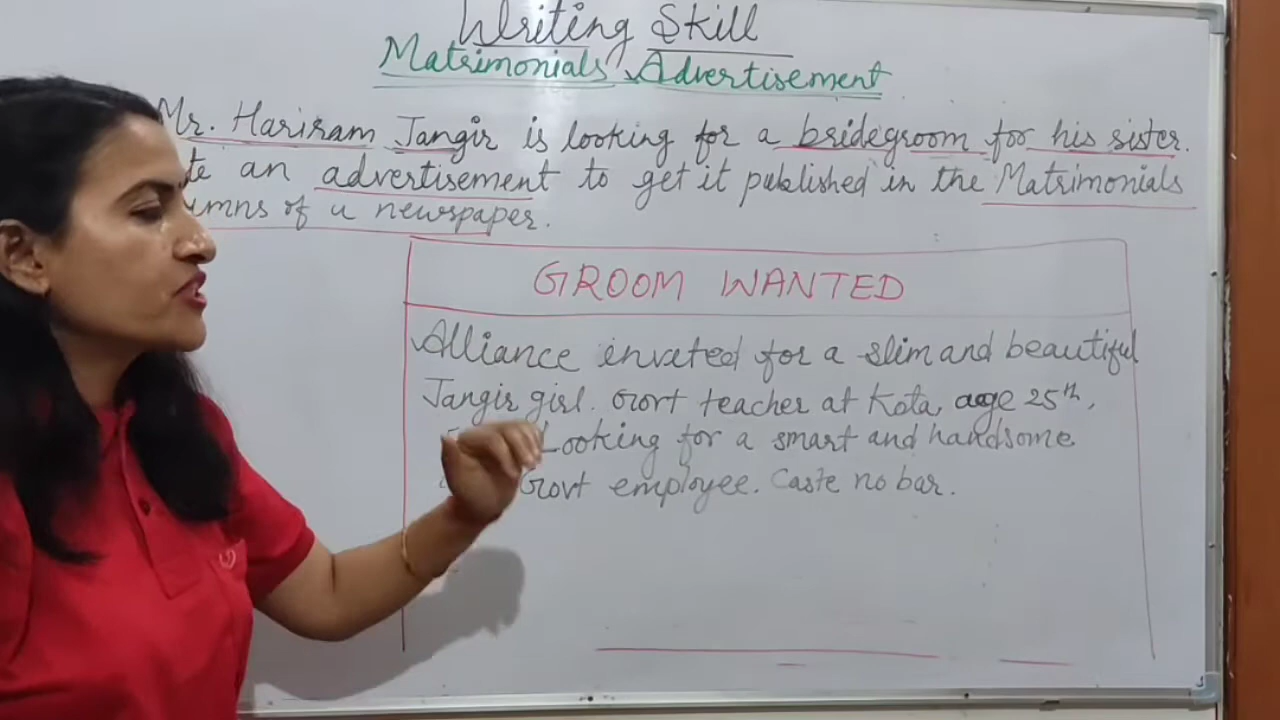 Writing Skill
Matrimonials Advertisement
Mr. Hariram Jangir is looking for a bridegroom for his sister.
an advertisement to get it published in the Matrimonials
of a newspaper.
GROOM WANTED
Alliance invited for a slim and beautiful
Jangir girl. Govt teacher at Kota, age 25th,
Looking for a smart and handsome
Govt employee. Caste no bar.